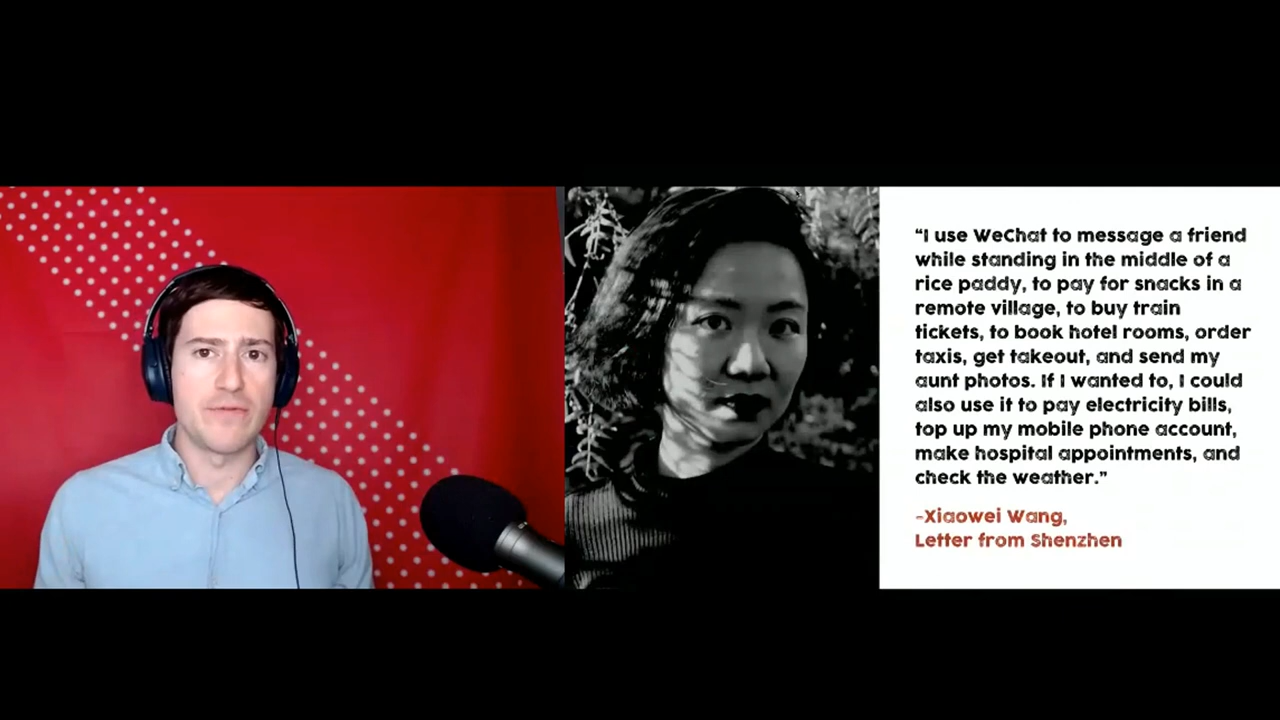 “I use WeChat to message a friend
while standing in the middle of a
rice paddy, to pay for snacks in a
remote village, to buy train
tickets, to book hotel rooms, order
taxis, get takeout, and send my
aunt photos. If I wanted to, I could
also use it to pay electricity bills,
top up my mobile phone account,
make hospital appointments, and
check the weather.”
-Xiaowei Wang,
Letter from Shenzhen